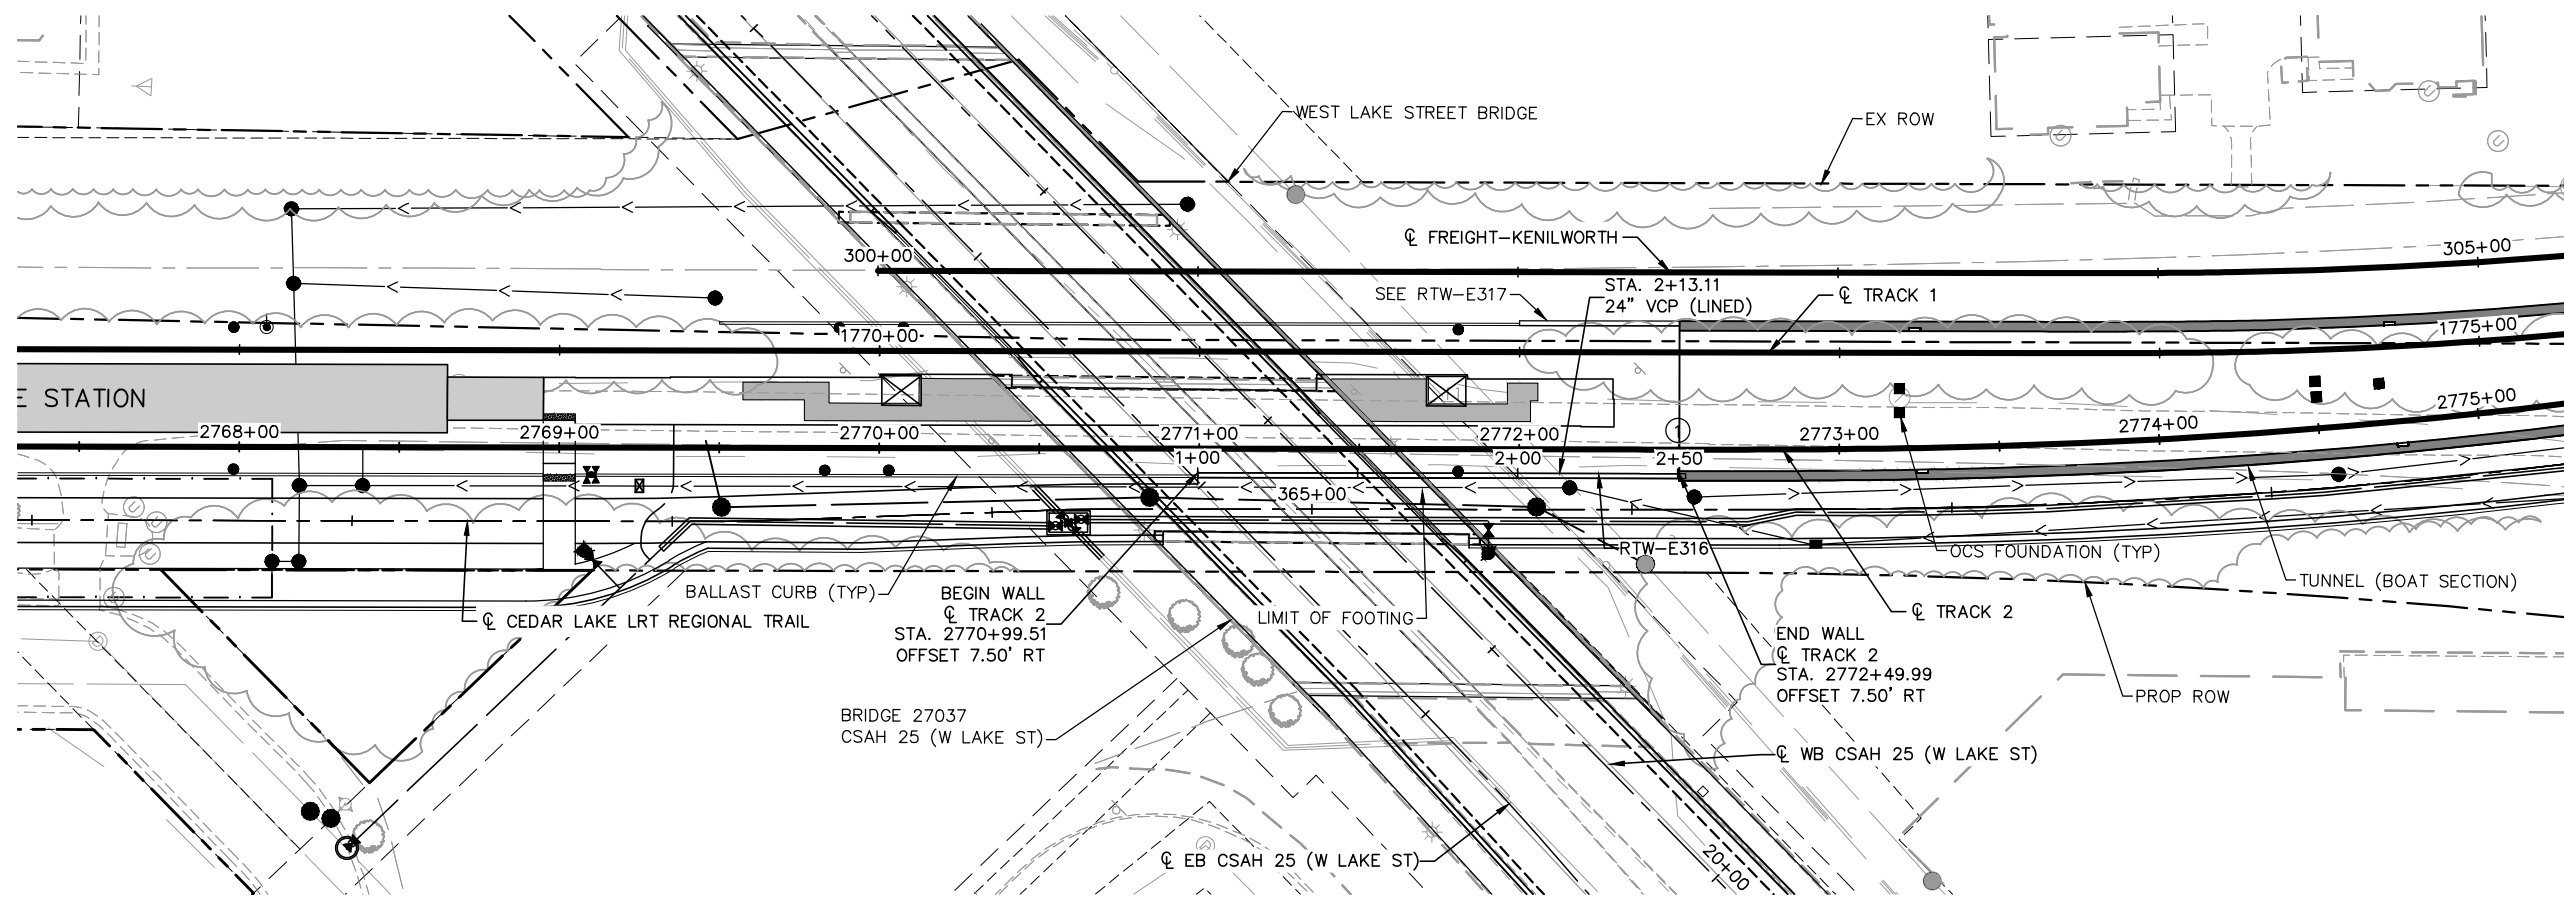 WEST LAKE STREET BRIDGE
EX ROW
℄ FREIGHT-KENILWORTH
305+00
300+00
STA. 2+13.11
24" VCP (LINED)
SEE RTW-E317
℄ TRACK 1
1775+00
1770+00
E STATION
2775+00
2768+00
2769+00
2770+00
2771+00
2772+00
1
2773+00
2774+00
1+00
2+00
2+50
365+00
RTW-E316
OCS FOUNDATION (TYP)
TUNNEL (BOAT SECTION)
BALLAST CURB (TYP)
℄ CEDAR LAKE LRT REGIONAL TRAIL
BEGIN WALL
℄ TRACK 2
STA. 2770+99.51
OFFSET 7.50' RT
LIMIT OF FOOTING
℄ TRACK 2
END WALL
℄ TRACK 2
STA. 2772+49.99
OFFSET 7.50' RT
PROP ROW
BRIDGE 27037
CSAH 25 (W LAKE ST)
℄ WB CSAH 25 (W LAKE ST)
℄ EB CSAH 25 (W LAKE ST)
20+00